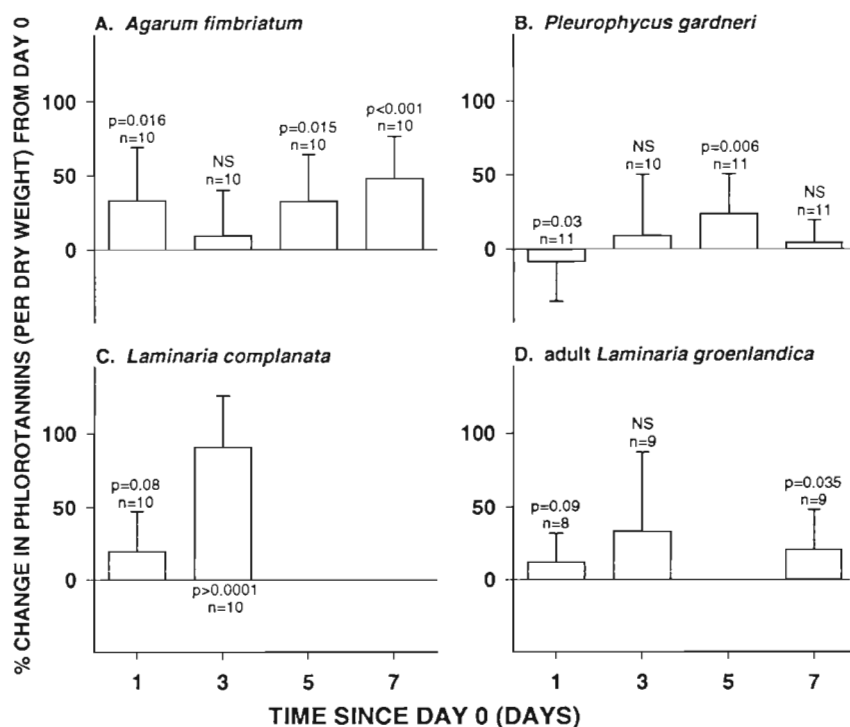 % CHANGE IN PHLOROTANNINS (PER DRY WEIGHT) FROM DAY 0
A. Agarum fimbriatum
100
50
0
p=0.016
n=10
NS
n=10
p=0.015
n=10
p<0.001
n=10
B. Pleurophycus gardneri
100
50
0
p=0.03
n=11
NS
n=10
p=0.006
n=11
NS
n=11
C. Laminaria complanata
100
50
0
p=0.08
n=10
p>0.0001
n=10
1 3 5 7
D. adult Laminaria groenlandica
100
50
0
p=0.09
n=8
NS
n=9
p=0.035
n=9
1 3 5 7
TIME SINCE DAY 0 (DAYS)